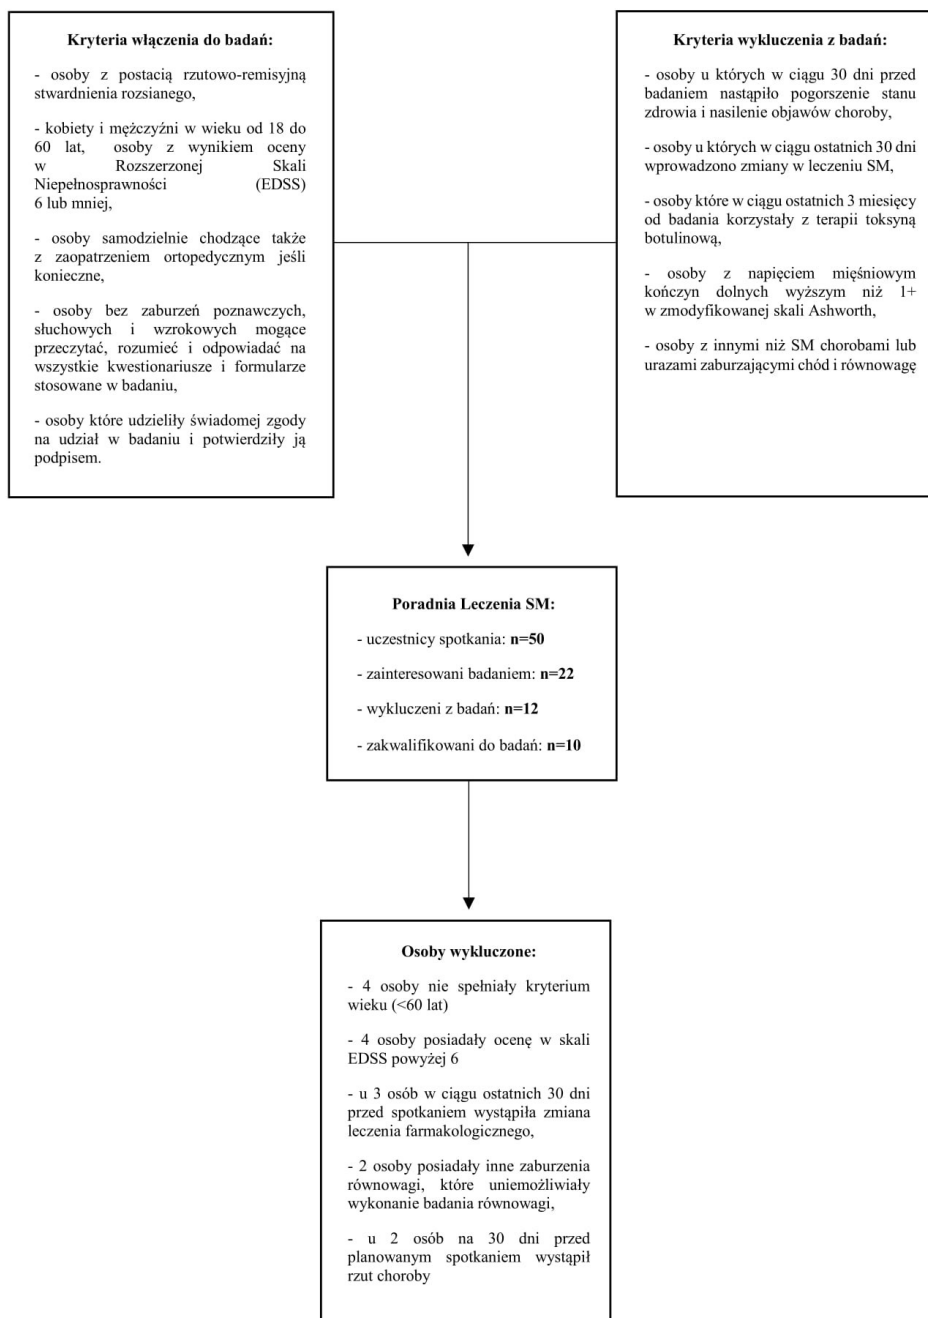 Kryteria włączenia do badań:
- osoby z postacią rzutowo-remisyjną
stwardnienia rozsianego,
- kobiety i mężczyźni w wieku od 18 do
60 lat, osoby z wynikiem oceny
w Rozszerzonej Skali
Niepełnosprawności (EDSS)
6 lub mniej,
- osoby samodzielnie chodzące także
z zaopatrzeniem ortopedycznym jeśli
konieczne,
- osoby bez zaburzeń poznawczych,
słuchowych i wzrokowych mogące
przeczytać, rozumieć i odpowiadać na
wszystkie kwestionariusze i formularze
stosowane w badaniu,
- osoby które udzieliły świadomej zgody
na udział w badaniu i potwierdziły ją
podpisem.
Kryteria wykluczenia z badań:
- osoby u których w ciągu 30 dni przed
badaniem nastąpiło pogorszenie stanu
zdrowia i nasilenie objawów choroby,
- osoby u których w ciągu ostatnich 30 dni
wprowadzono zmiany w leczeniu SM,
- osoby które w ciągu ostatnich 3 miesięcy
od badania korzystały z terapii toksyną
botulinową,
- osoby z napięciem mięśniowym
kończyn dolnych wyższym niż 1+
w zmodyfikowanej skali Ashworth,
- osoby z innymi niż SM chorobami lub
urazami zaburzającymi chód i równowagę
Poradnia Leczenia SM:
- uczestnicy spotkania: n=50
- zainteresowani badaniem: n=22
- wykluczeni z badań: n=12
- zakwalifikowani do badań: n=10
Osoby wykluczone:
- 4 osoby nie spełniały kryterium
wieku (<60 lat)
- 4 osoby posiadały ocenę w skali
EDSS powyżej 6
- u 3 osób w ciągu ostatnich 30 dni
przed spotkaniem wystąpiła zmiana
leczenia farmakologicznego,
- 2 osoby posiadały inne zaburzenia
równowagi, które uniemożliwiały
wykonanie badania równowagi,
- u 2 osób na 30 dni przed
planowanym spotkaniem wystąpił
rzut choroby